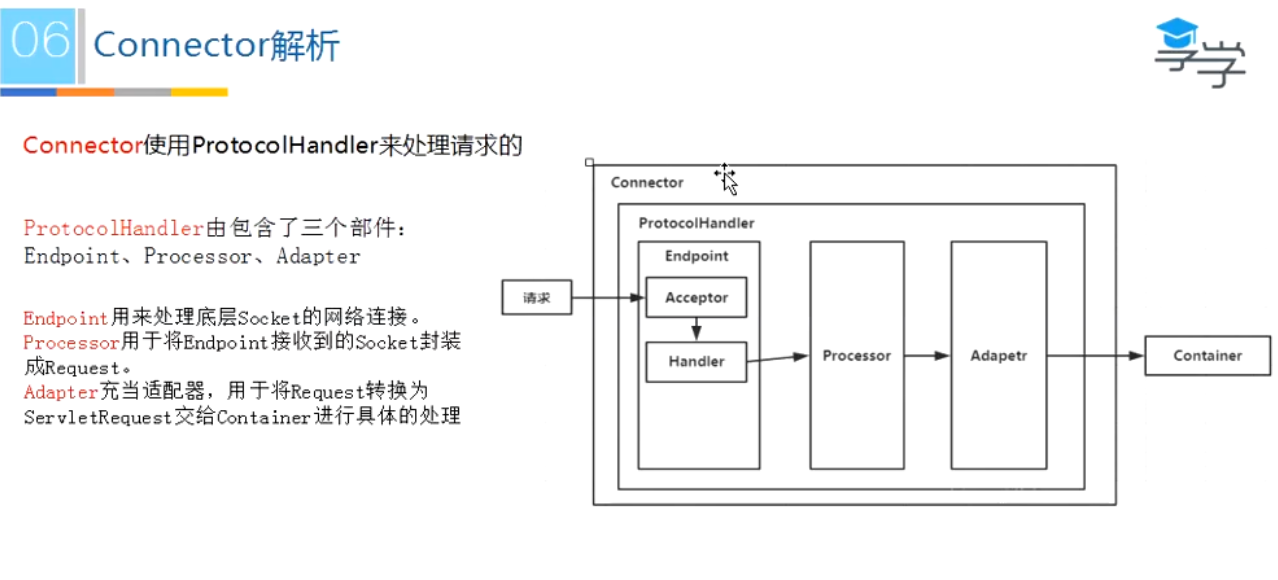 06 Connector解析
享学
Connector使用ProtocolHandler来处理请求的
ProtocolHandler由包含了三个部件：
Endpoint、Processor、Adapter
Endpoint用来处理底层Socket的网络连接。
Processor用于将Endpoint接收到的Socket封装
成Request。
Adapter充当适配器，用于将Request转换为
ServletRequest交给Container进行具体的处理
Connector
ProtocolHandler
Endpoint
请求
Acceptor
Handler
Processor
Adapetr
Container